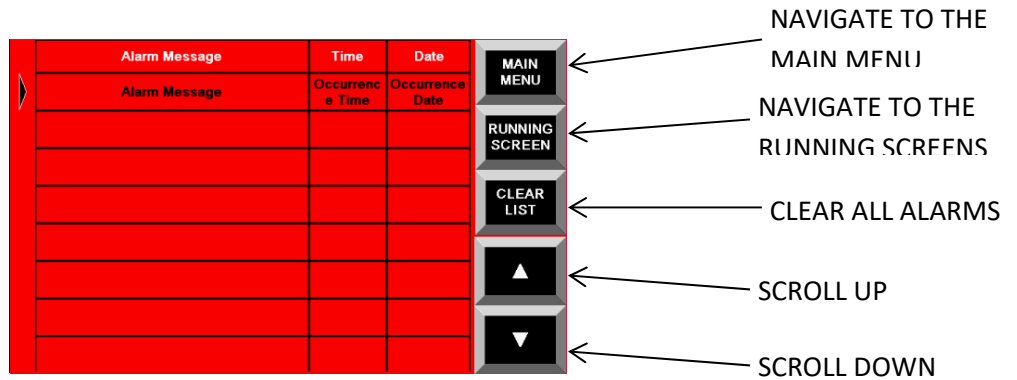 NAVIGATE TO THE
MAIN MENU
Alarm Message Time Date
MAIN
MENU
Alarm Message Occurrenc
e Time Occurrence
Date
NAVIGATE TO THE
RUNNING SCREENS
RUNNING
SCREEN
CLEAR
LIST
CLEAR ALL ALARMS
▲
SCROLL UP
▼
SCROLL DOWN